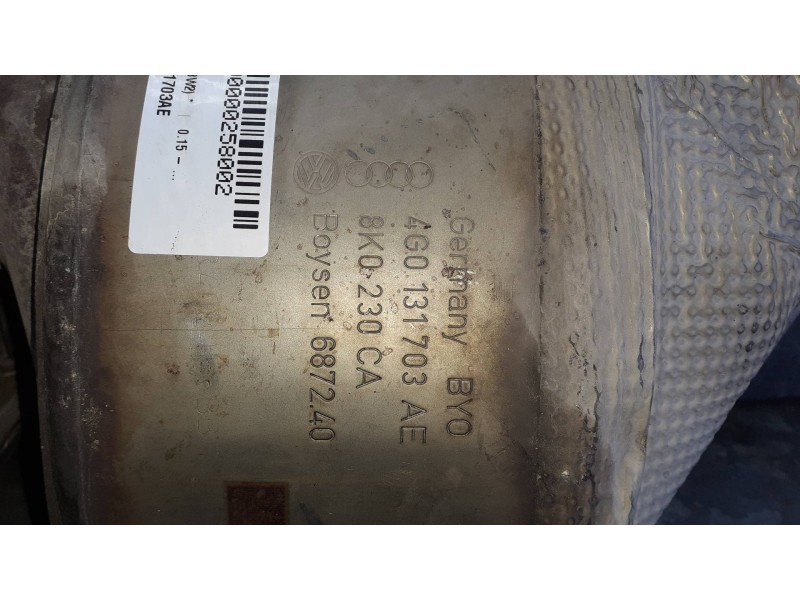 Germany BYO
4G0 131 703 AE
8K0 230 CA
Boysen 6872.40
0000258002
0.15 - ...
1703AE